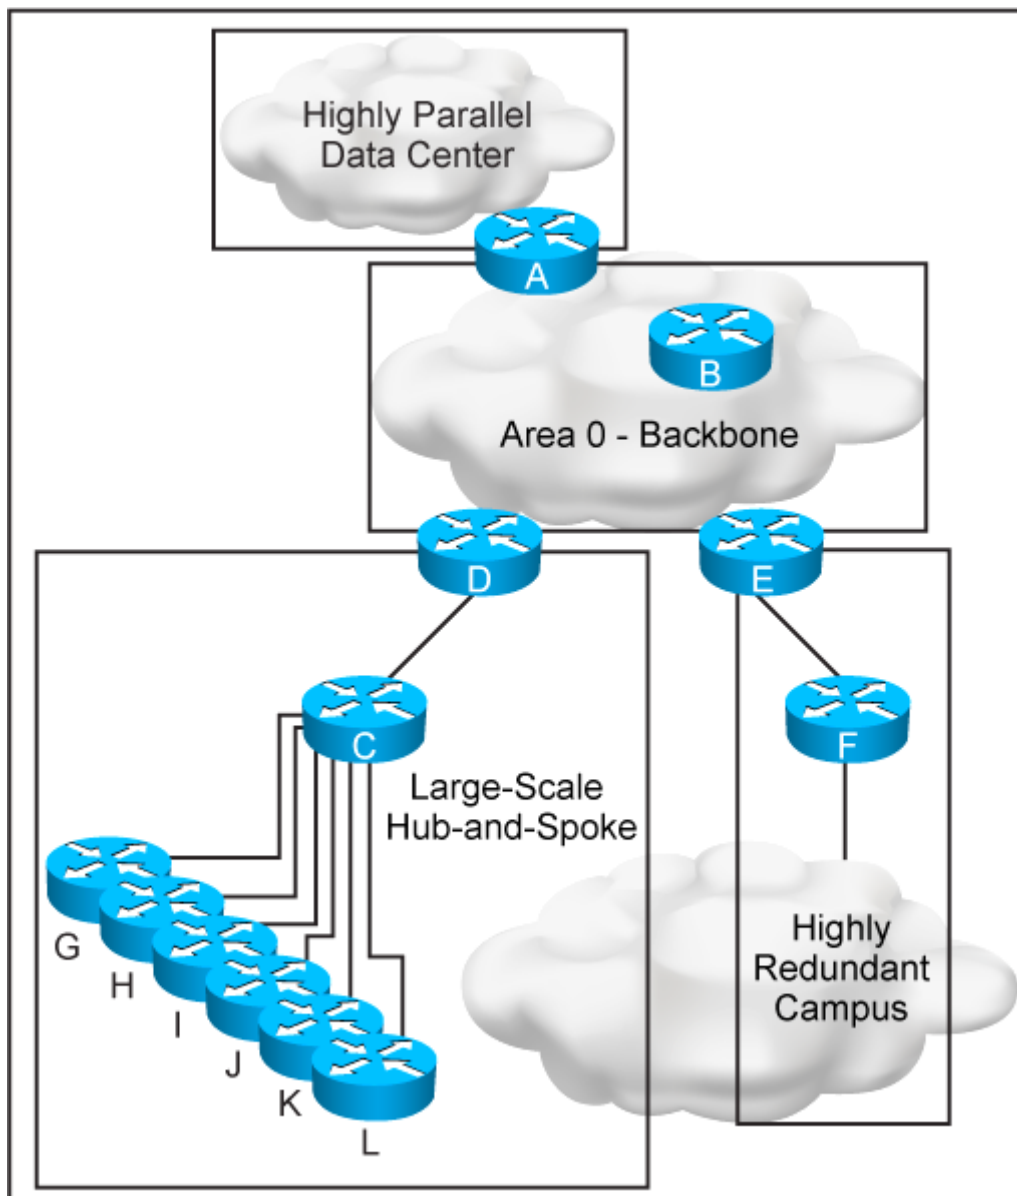 Highly Parallel
Data Center
A
B
Area 0 - Backbone
D
E
C
F
Large-Scale
Hub-and-Spoke
G
H
I
J
K
L
Highly
Redundant
Campus